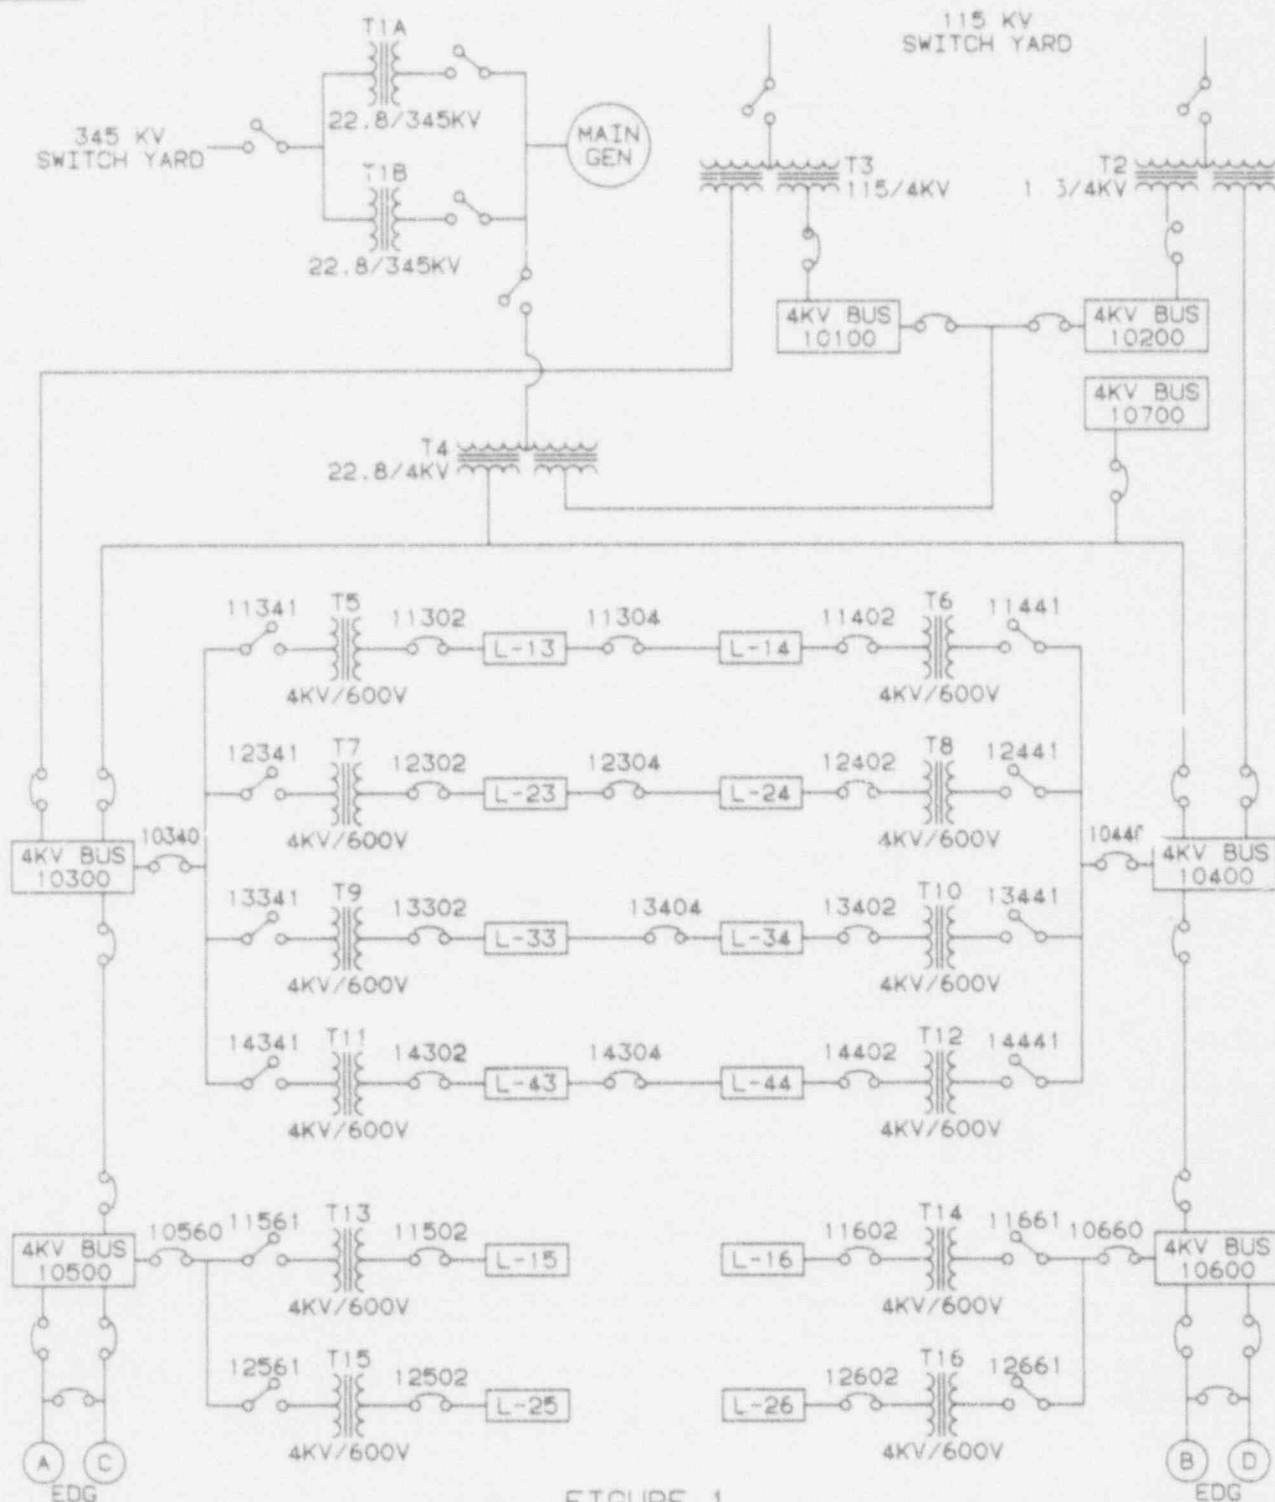 T1A
115 KV
SWITCH YARD
22.8/345KV
345 KV
SWITCH YARD
MAIN
GEN
T1B
22.8/345KV
T3
115/4KV
T2
1 3/4KV
4KV BUS
10100
4KV BUS
10200
4KV BUS
10700
T4
22.8/4KV
11341 T5 11302 11304 11402 T6 11441
L-13 L-14
4KV/600V 4KV/600V
12341 T7 12302 12304 12402 T8 12441
L-23 L-24
4KV/600V 4KV/600V
10340
4KV BUS
10300
1044
4KV BUS
10400
13341 T9 13302 13404 13402 T10 13441
L-33 L-34
4KV/600V 4KV/600V
14341 T11 14302 14304 14402 T12 14441
L-43 L-44
4KV/600V 4KV/600V
10560 11561 T13 11502 11602 T14 11661 10660
4KV BUS
10500
L-15 L-16
4KV BUS
10600
4KV/600V 4KV/600V
12561 T15 12502 12602 T16 12661
L-25 L-26
4KV/600V 4KV/600V
A C
EDG
B D
EDG
FIGURE 1